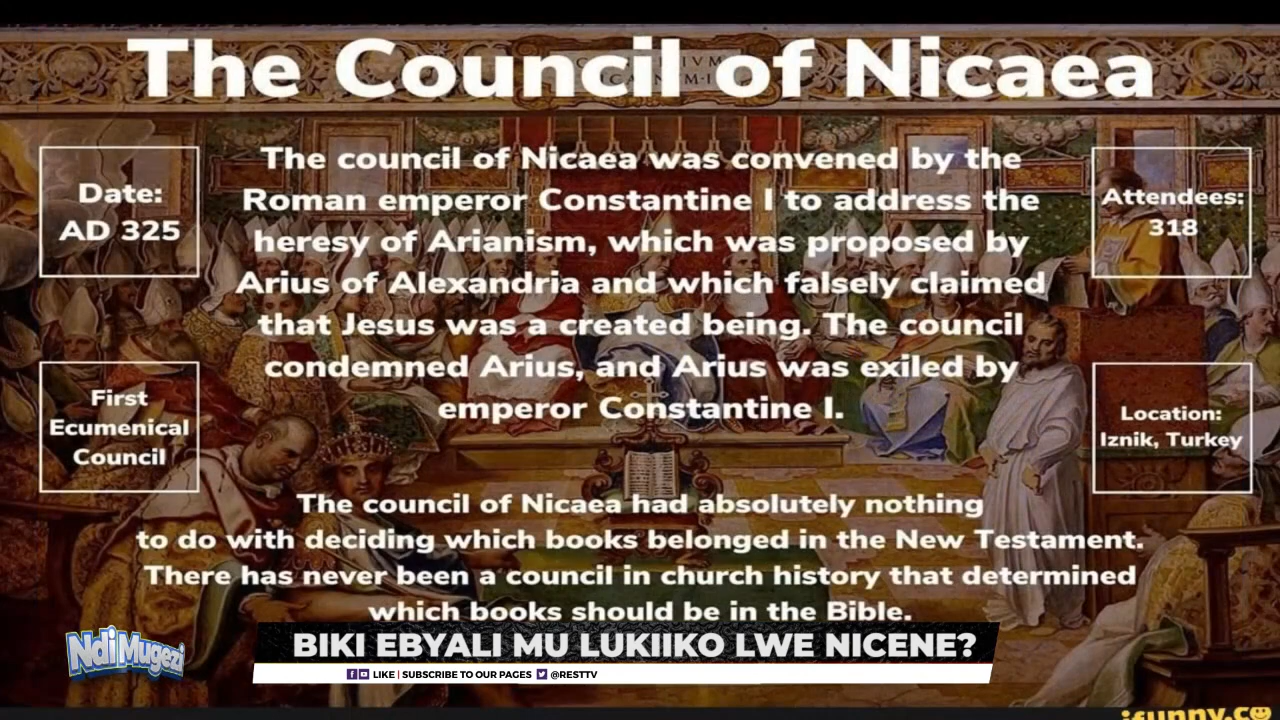 The Council of Nicaea
Date:
AD 325
The council of Nicaea was convened by the
Roman emperor Constantine I to address the
heresy of Arianism, which was proposed by
Arius of Alexandria and which falsely claimed
that Jesus was a created being. The council
condemned Arius, and Arius was exiled by
emperor Constantine I.
Attendees:
318
First
Ecumenical
Council
Location:
Iznik, Turkey
The council of Nicaea had absolutely nothing
to do with deciding which books belonged in the New Testament.
There has never been a council in church history that determined
which books should be in the Bible.
Ndi Mugezi
BIKI EBYALI MU LUKIIKO LWE NICENE?
LIKE | SUBSCRIBE TO OUR PAGES @RESTTV
ifunny.co